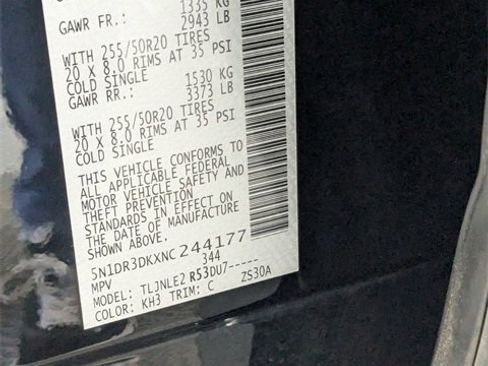 1335 KG
GAWR FR.: 2943 LB
WITH 255/50R20 TIRES
20 X 8.0 RIMS AT 35 PSI
COLD SINGLE
1530 KG
GAWR RR.: 3373 LB
WITH 255/50R20 TIRES
20 X 8.0 RIMS AT 35 PSI
COLD SINGLE
THIS VEHICLE CONFORMS TO
ALL APPLICABLE FEDERAL
MOTOR VEHICLE SAFETY AND
THEFT PREVENTION
STANDARDS IN EFFECT ON
THE DATE OF MANUFACTURE
SHOWN ABOVE.
5N1DR3DKXNC244177
MPV 344
MODEL: TLJNLE2 R53DU7-----
COLOR: KH3 TRIM: C ZS30A